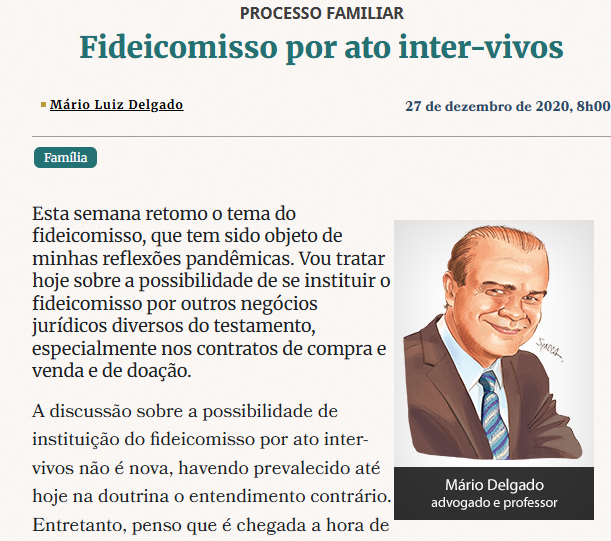 PROCESSO FAMILIAR
Fideicomisso por ato inter-vivos
Mário Luiz Delgado
27 de dezembro de 2020, 8h00
Família
Esta semana retomo o tema do
fideicomisso, que tem sido objeto de
minhas reflexões pandêmicas. Vou tratar
hoje sobre a possibilidade de se instituir o
fideicomisso por outros negócios
jurídicos diversos do testamento,
especialmente nos contratos de compra e
venda e de doação.
A discussão sobre a possibilidade de
instituição do fideicomisso por ato inter-
vivos não é nova, havendo prevalecido até
hoje na doutrina o entendimento contrário.
Entretanto, penso que é chegada a hora de
Spacca
Mário Delgado
advogado e professor